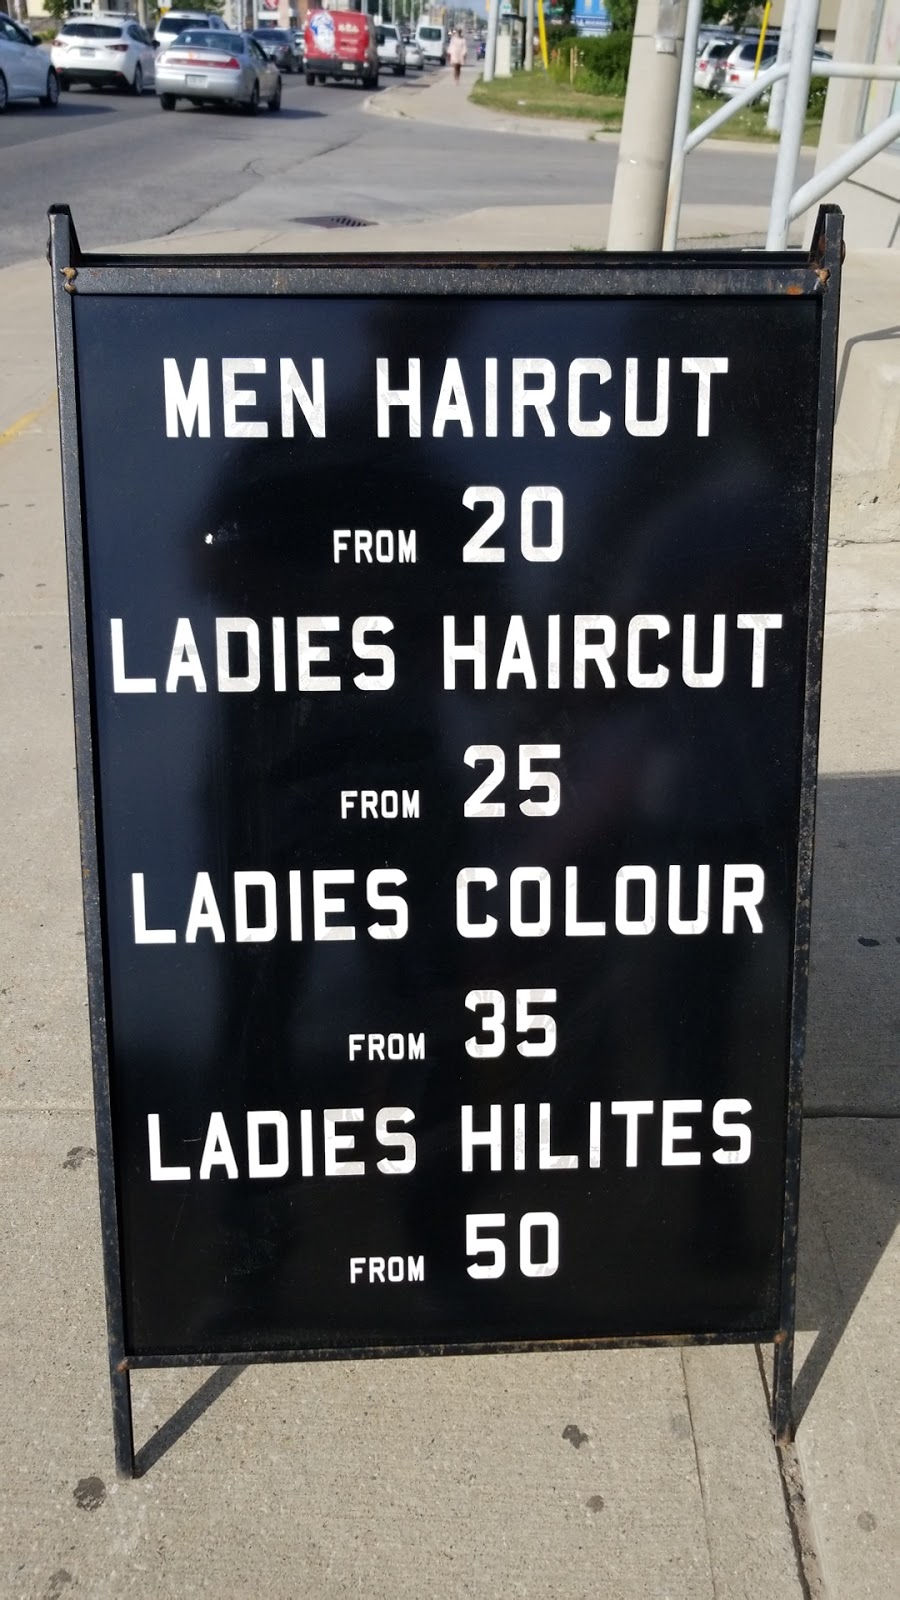 MEN HAIRCUT
FROM 20
LADIES HAIRCUT
FROM 25
LADIES COLOUR
FROM 35
LADIES HILITES
FROM 50